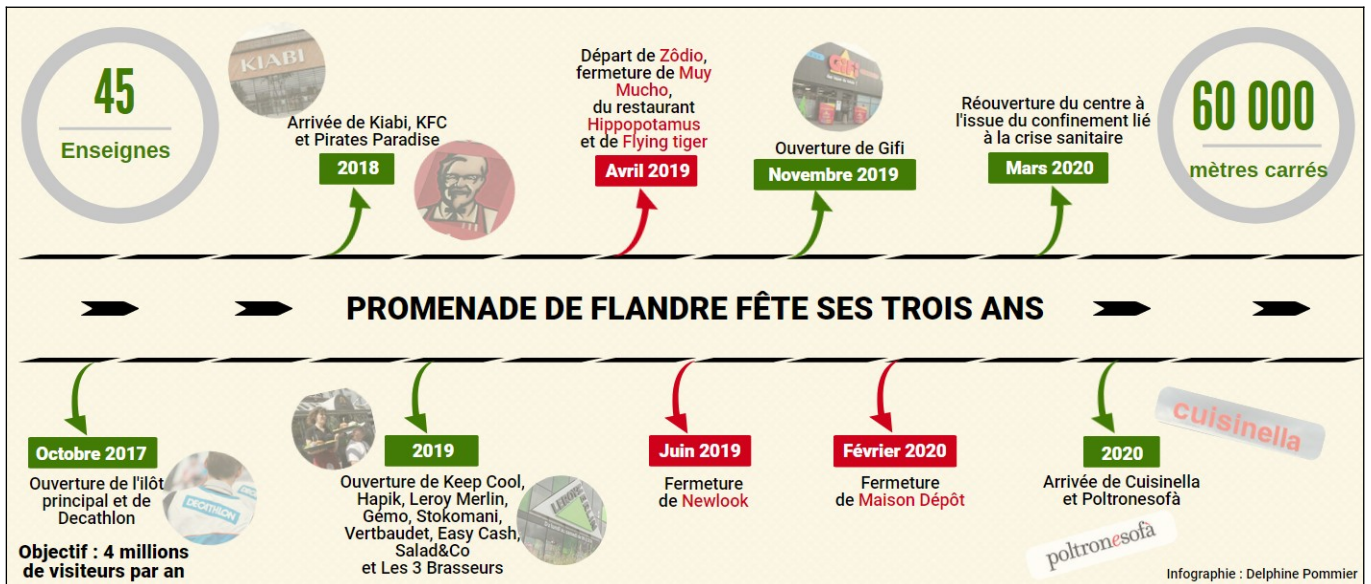 45
Enseignes
KIABI
Arrivée de Kiabi, KFC
et Pirates Paradise
2018
Départ de Zôdio,
fermeture de Muy
Mucho,
du restaurant
Hippopotamus
et de Flying tiger
Avril 2019
GiFi
Ouverture de Gifi
Novembre 2019
Réouverture du centre à
l'issue du confinement lié
à la crise sanitaire
Mars 2020
60 000
mètres carrés
PROMENADE DE FLANDRE FÊTE SES TROIS ANS
Octobre 2017
Ouverture de l'ilôt
principal et de
Decathlon
DECATHLON
Objectif : 4 millions
de visiteurs par an
2019
Ouverture de Keep Cool,
Hapik, Leroy Merlin,
Gémo, Stokomani,
Vertbaudet, Easy Cash,
Salad&Co
et Les 3 Brasseurs
LEROY MERLIN
Juin 2019
Fermeture
de Newlook
Février 2020
Fermeture
de Maison Dépôt
2020
Arrivée de Cuisinella
et Poltronesofà
cuisinella
poltronesofà
Infographie : Delphine Pommier